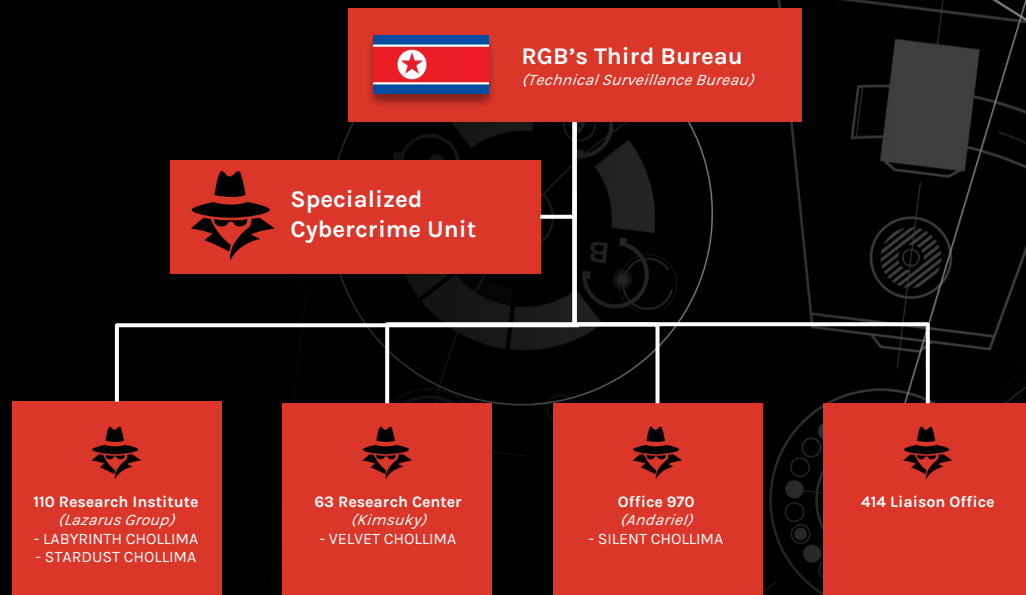 RGB's Third Bureau
(Technical Surveillance Bureau)
Specialized
Cybercrime Unit
110 Research Institute
(Lazarus Group)
- LABYRINTH CHOLLIMA
- STARDUST CHOLLIMA
63 Research Center
(Kimsuky)
- VELVET CHOLLIMA
Office 970
(Andariel)
- SILENT CHOLLIMA
414 Liaison Office
B